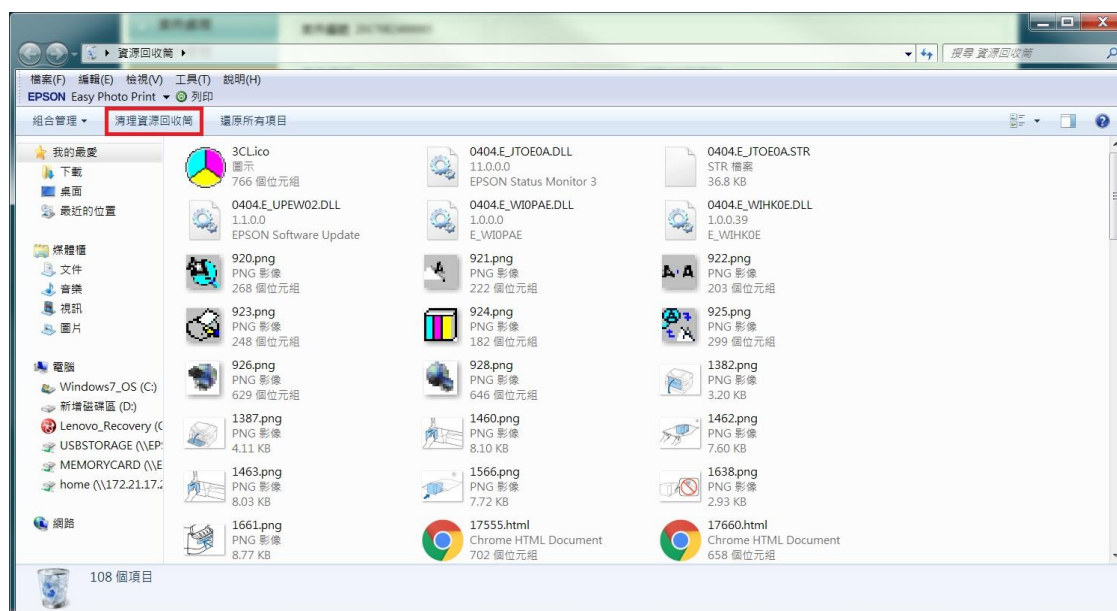 資源回收筒
搜尋 資源回收筒
檔案(F) 編輯(E) 檢視(V) 工具(T) 說明(H)
EPSON Easy Photo Print 列印
組合管理 清理資源回收筒 還原所有項目
我的最愛
下載
桌面
最近的位置
媒體櫃
文件
音樂
視訊
圖片
電腦
Windows7_OS (C:)
新增磁碟區 (D:)
Lenovo_Recovery (
USBSTORAGE (\\EP
MEMORYCARD (\\E
home (\\172.21.17.2
網路
3CL.ico
圖示
766 個位元組
0404.E_JTOE0A.DLL
11.0.0.0
EPSON Status Monitor 3
0404.E_JTOE0A.STR
STR 檔案
36.8 KB
0404.E_UPEW02.DLL
1.1.0.0
EPSON Software Update
0404.E_WI0PAE.DLL
1.0.0.0
E_WI0PAE
0404.E_WIHK0E.DLL
1.0.0.39
E_WIHK0E
920.png
PNG 影像
268 個位元組
921.png
PNG 影像
222 個位元組
922.png
PNG 影像
203 個位元組
923.png
PNG 影像
248 個位元組
924.png
PNG 影像
182 個位元組
925.png
PNG 影像
299 個位元組
926.png
PNG 影像
629 個位元組
928.png
PNG 影像
646 個位元組
1382.png
PNG 影像
3.20 KB
1387.png
PNG 影像
4.11 KB
1460.png
PNG 影像
8.10 KB
1462.png
PNG 影像
7.60 KB
1463.png
PNG 影像
8.03 KB
1566.png
PNG 影像
7.72 KB
1638.png
PNG 影像
2.93 KB
1661.png
PNG 影像
8.77 KB
17555.html
Chrome HTML Document
702 個位元組
17660.html
Chrome HTML Document
658 個位元組
108 個項目